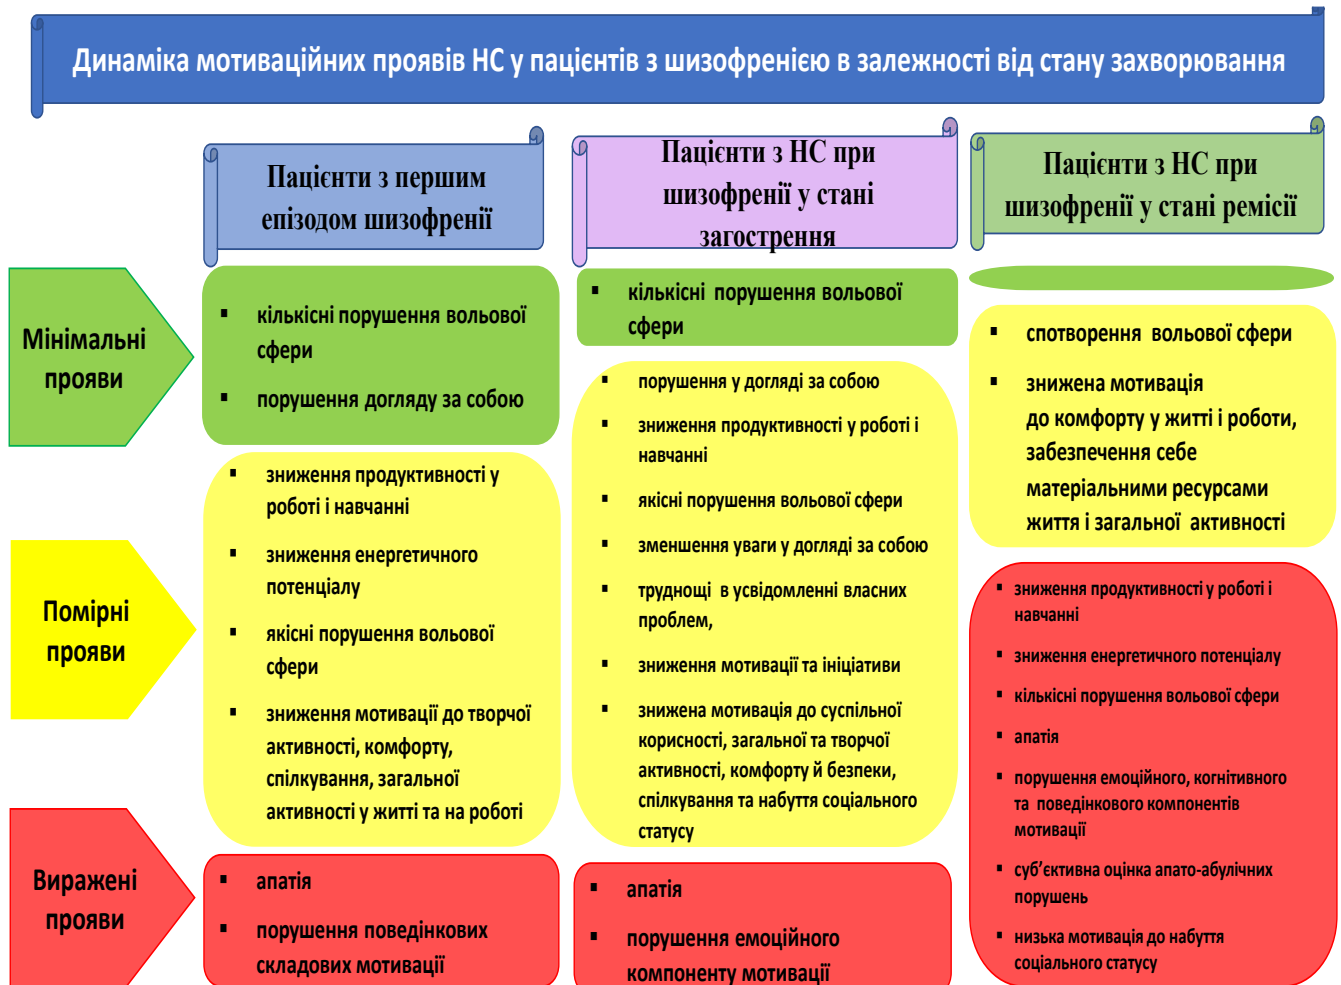 Динаміка мотиваційних проявів НС у пацієнтів з шизофренією в залежності від стану захворювання
Пацієнти з першим
епізодом шизофренії
Пацієнти з НС при
шизофренії у стані
загострення
Пацієнти з НС при
шизофренії у стані ремісії
Мінімальні
прояви
▪ кількісні порушення вольової
сфери
▪ порушення догляду за собою
▪ кількісні порушення вольової
сфери
Помірні
прояви
▪ зниження продуктивності у
роботі і навчанні
▪ зниження енергетичного
потенціалу
▪ якісні порушення вольової
сфери
▪ зниження мотивації до творчої
активності, комфорту,
спілкування, загальної
активності у житті та на роботі
▪ порушення у догляді за собою
▪ зниження продуктивності у роботі і
навчанні
▪ якісні порушення вольової сфери
▪ зменшення уваги у догляді за собою
▪ труднощі в усвідомленні власних
проблем,
▪ зниження мотивації та ініціативи
▪ знижена мотивація до суспільної
корисності, загальної та творчої
активності, комфорту й безпеки,
спілкування та набуття соціального
статусу
▪ спотворення вольової сфери
▪ знижена мотивація
до комфорту у житті і роботи,
забезпечення себе
матеріальними ресурсами
життя і загальної активності
Виражені
прояви
▪ апатія
▪ порушення поведінкових
складових мотивації
▪ апатія
▪ порушення емоційного
компоненту мотивації
▪ зниження продуктивності у роботі і
навчанні
▪ зниження енергетичного потенціалу
▪ кількісні порушення вольової сфери
▪ апатія
▪ порушення емоційного, когнітивного
та поведінкового компонентів
мотивації
▪ суб’єктивна оцінка апато-абулічних
порушень
▪ низька мотивація до набуття
соціального статусу